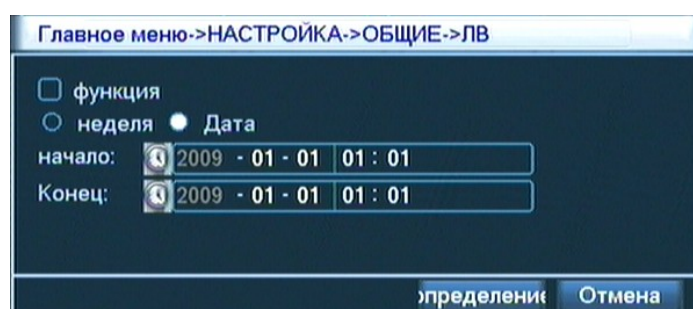 Главное меню->НАСТРОЙКА->ОБЩИЕ->ЛВ
функция
неделя Дата
начало: 2009 - 01 - 01 01 : 01
Конец: 2009 - 01 - 01 01 : 01
определение Отмена